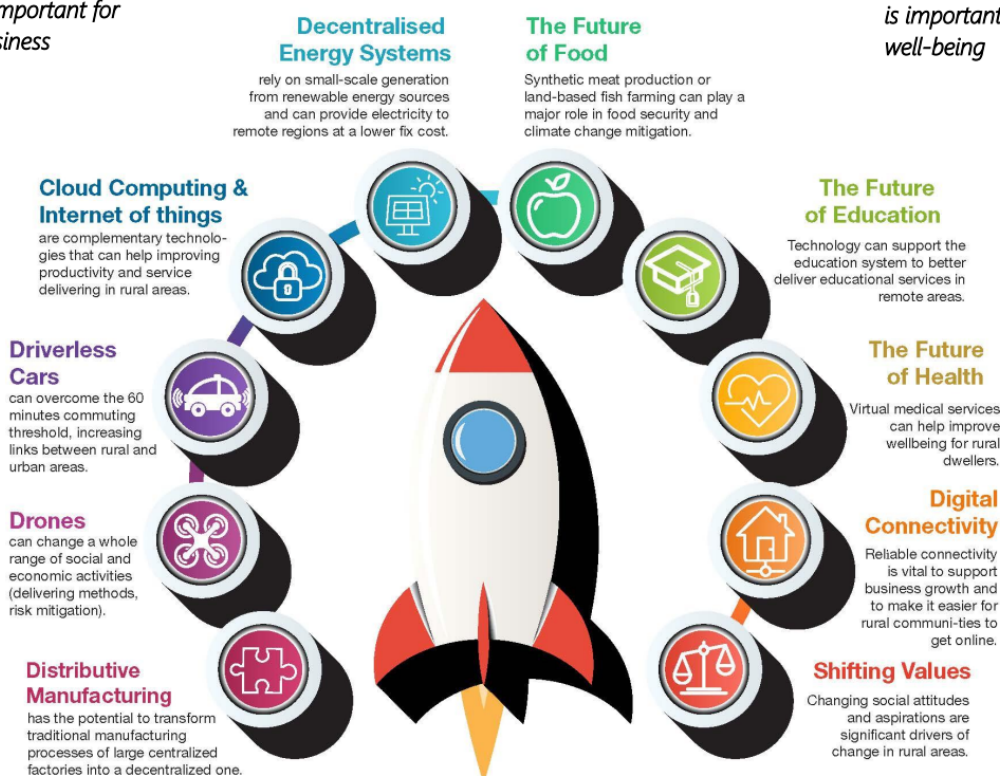 mportant for
siness
is important
well-being
Decentralised
Energy Systems
rely on small-scale generation
from renewable energy sources
and can provide electricity to
remote regions at a lower fix cost.
The Future
of Food
Synthetic meat production or
land-based fish farming can play a
major role in food security and
climate change mitigation.
Cloud Computing &
Internet of things
are complementary technolo-
gies that can help improving
productivity and service
delivering in rural areas.
The Future
of Education
Technology can support the
education system to better
deliver educational services in
remote areas.
Driverless
Cars
can overcome the 60
minutes commuting
threshold, increasing
links between rural and
urban areas.
The Future
of Health
Virtual medical services
can help improve
wellbeing for rural
dwellers.
Drones
can change a whole
range of social and
economic activities
(delivering methods,
risk mitigation).
Digital
Connectivity
Reliable connectivity
is vital to support
business growth and
to make it easier for
rural communi-ties to
get online.
Distributive
Manufacturing
has the potential to transform
traditional manufacturing
processes of large centralized
factories into a decentralized one.
Shifting Values
Changing social attitudes
and aspirations are
significant drivers of
change in rural areas.